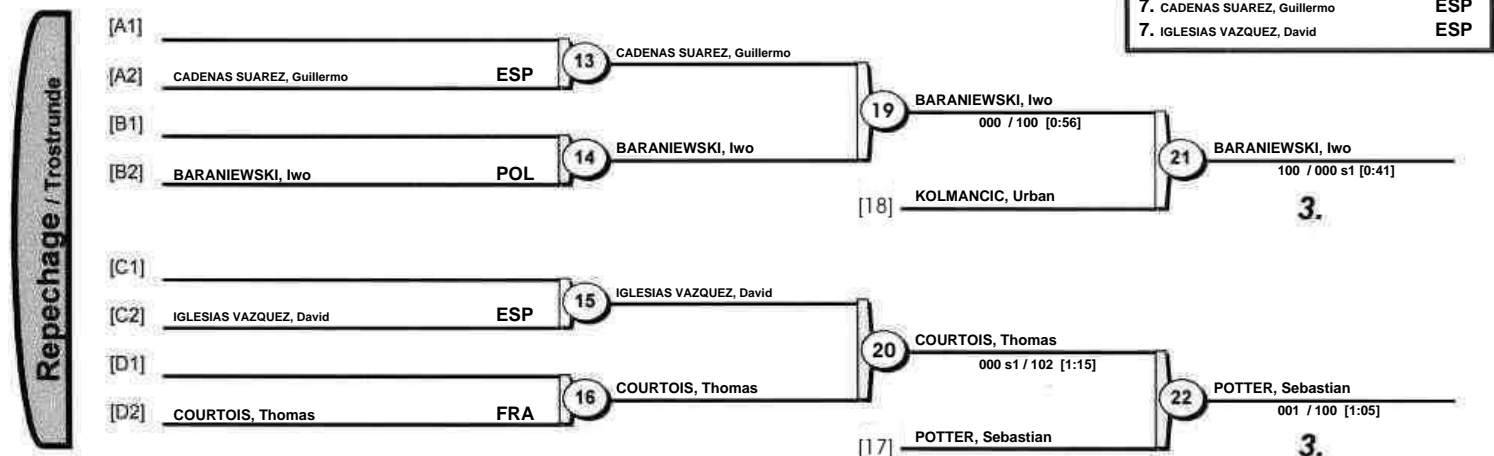 7. CADENAS SUAREZ, Guillermo ESP
7. IGLESIAS VAZQUEZ, David ESP
Repechage / Trostrunde
[A1]
[A2] CADENAS SUAREZ, Guillermo ESP
13 CADENAS SUAREZ, Guillermo
[B1]
[B2] BARANIEWSKI, Iwo POL
14 BARANIEWSKI, Iwo
19 BARANIEWSKI, Iwo
000 / 100 [0:56]
[18] KOLMANCIC, Urban
21 BARANIEWSKI, Iwo
100 / 000 s1 [0:41]
3.
[C1]
[C2] IGLESIAS VAZQUEZ, David ESP
15 IGLESIAS VAZQUEZ, David
[D1]
[D2] COURTOIS, Thomas FRA
16 COURTOIS, Thomas
20 COURTOIS, Thomas
000 s1 / 102 [1:15]
[17] POTTER, Sebastian
22 POTTER, Sebastian
001 / 100 [1:05]
3.